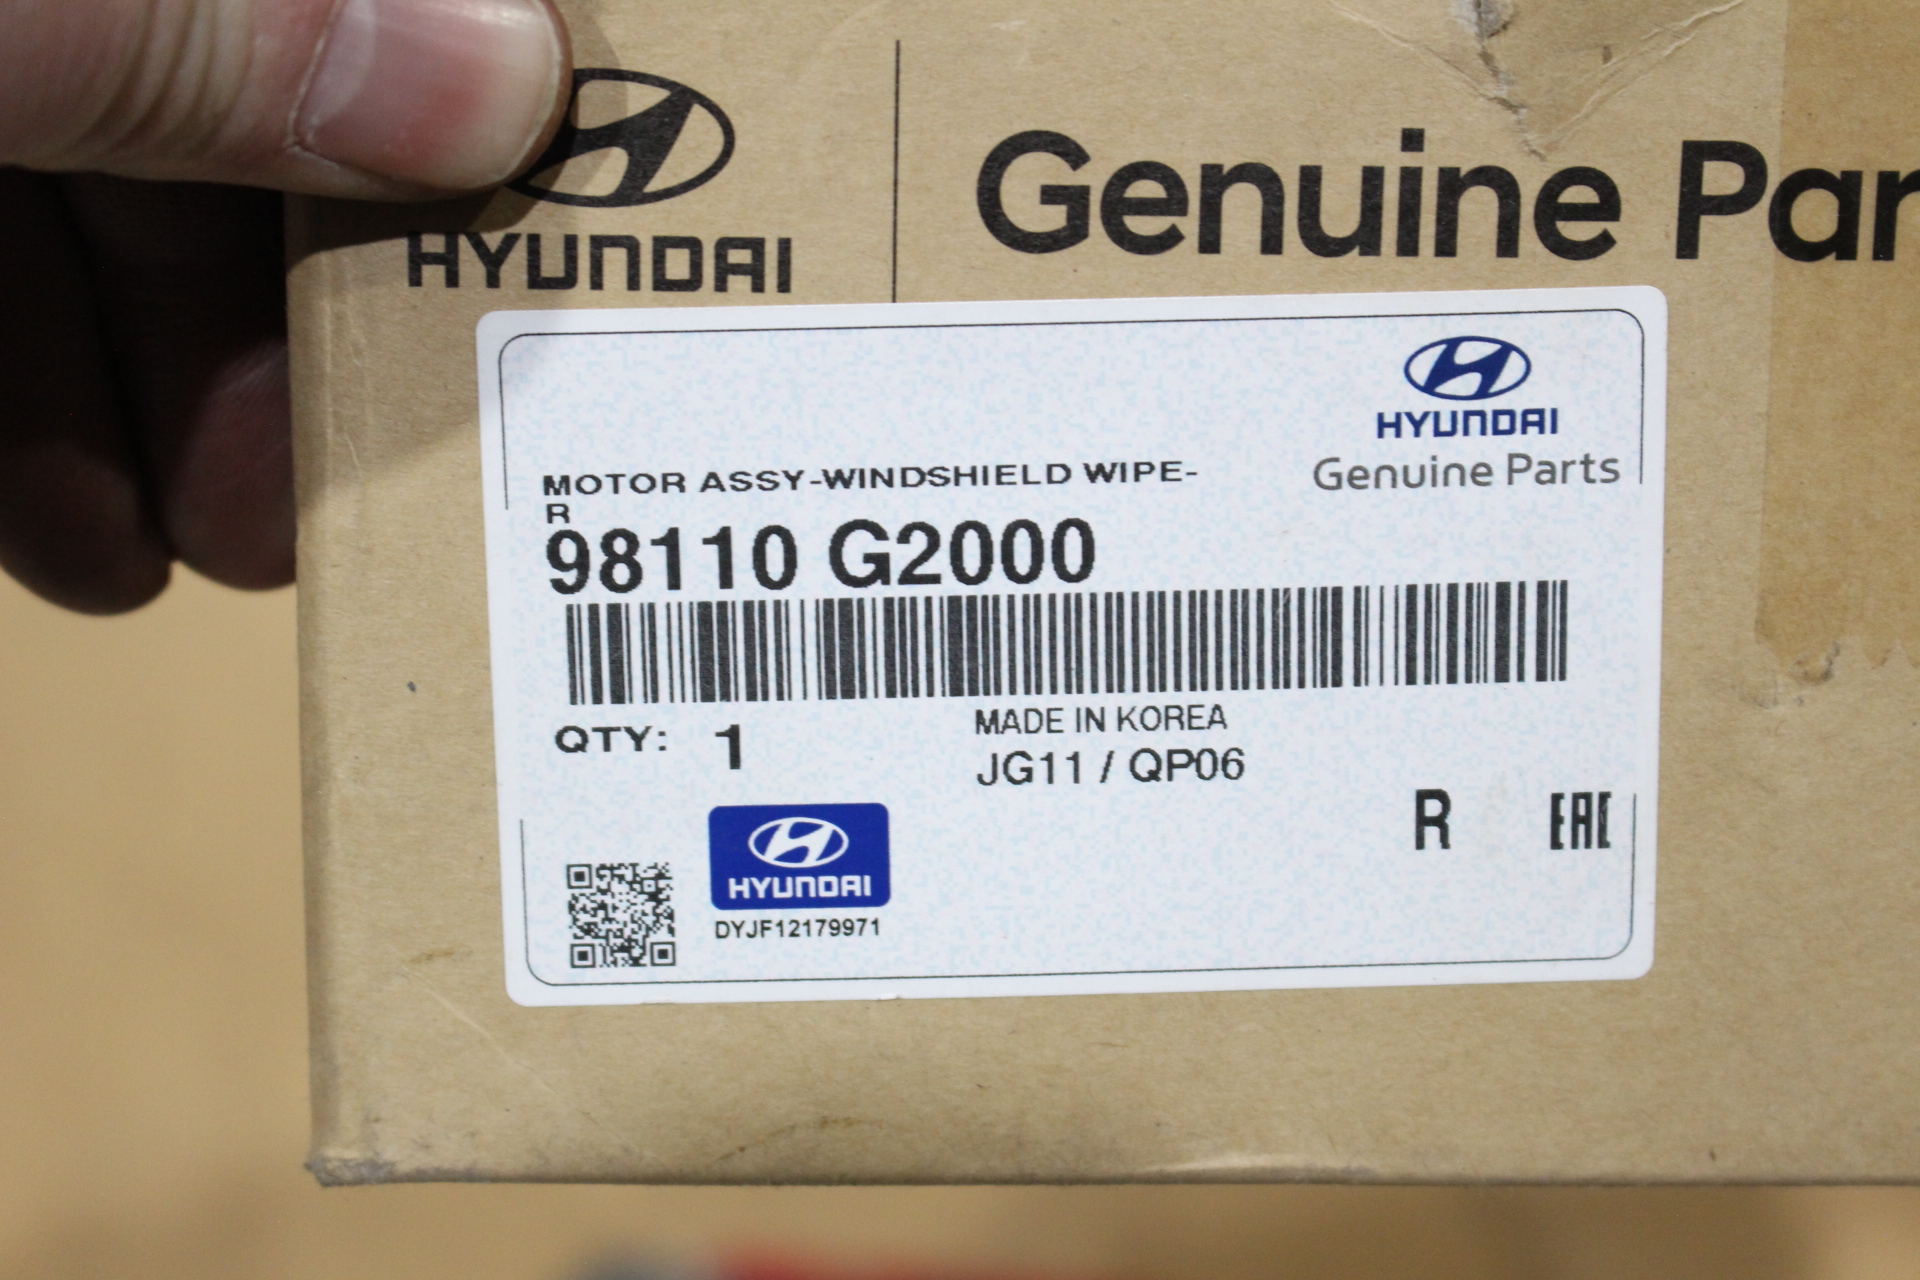 HYUNDAI
Genuine Par
HYUNDAI
Genuine Parts
MOTOR ASSY-WINDSHIELD WIPE-
R
98110 G2000
QTY: 1
MADE IN KOREA
JG11 / QP06
R
EAC
HYUNDAI
DYJF12179971